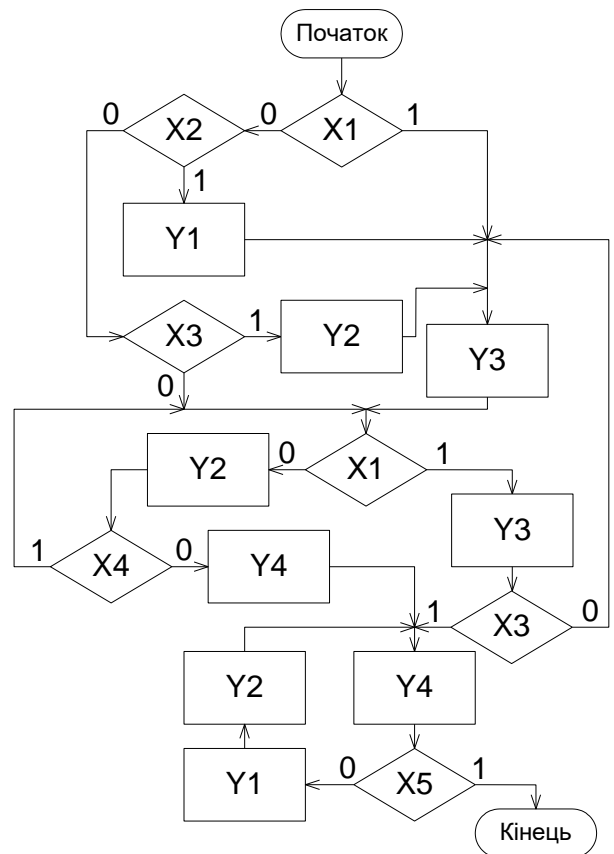 Початок
0 X2 0 X1 1
1
Y1
X3 1 Y2 Y3
0
Y2 0 X1 1
Y3
1 X4 0 Y4
1 X3 0
Y2 Y4
Y1 0 X5 1
Кінець